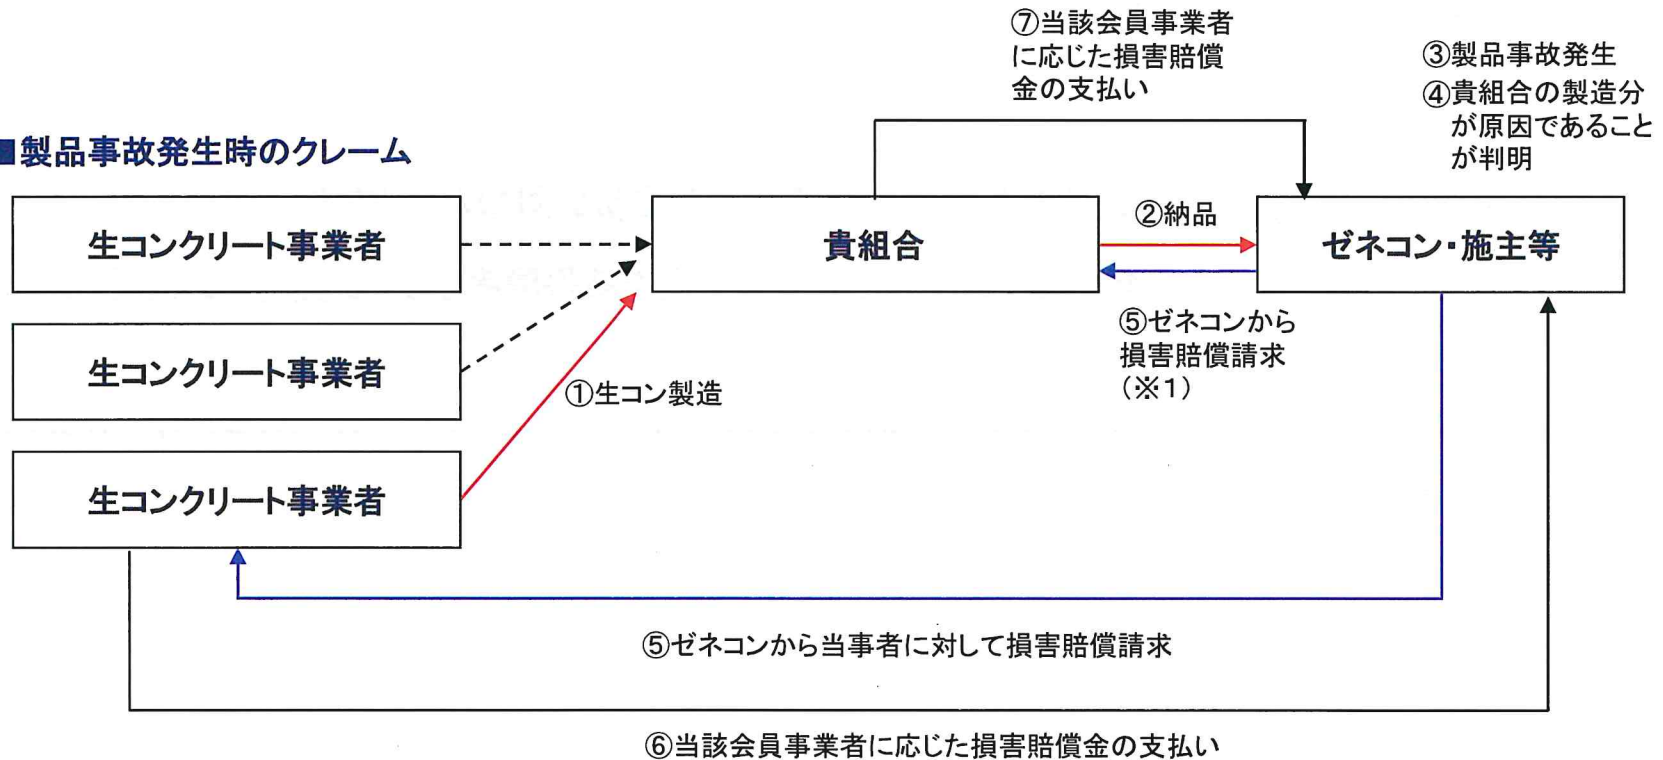 ⑦当該会員事業者
に応じた損害賠償
金の支払い
③製品事故発生
④貴組合の製造分
が原因であること
が判明
■製品事故発生時のクレーム
生コンクリート事業者
貴組合
②納品
ゼネコン・施主等
生コンクリート事業者
①生コン製造
⑤ゼネコンから
損害賠償請求
（※１）
生コンクリート事業者
⑤ゼネコンから当事者に対して損害賠償請求
⑥当該会員事業者に応じた損害賠償金の支払い